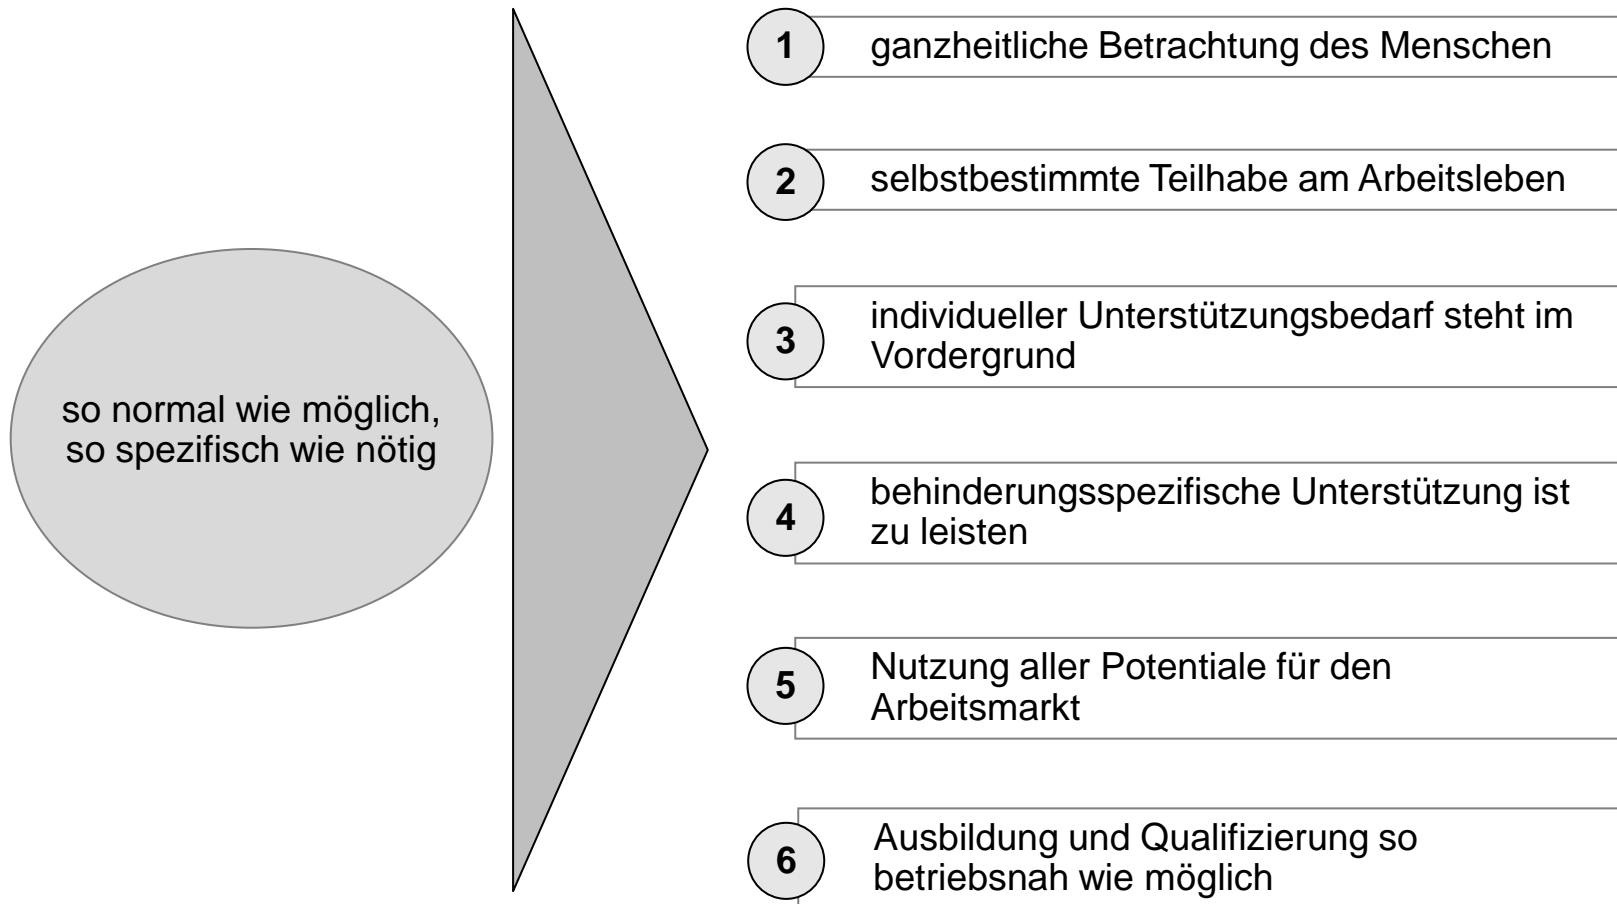 so normal wie möglich,
so spezifisch wie nötig
1
ganzheitliche Betrachtung des Menschen
2
selbstbestimmte Teilhabe am Arbeitsleben
3
individueller Unterstützungsbedarf steht im
Vordergrund
4
behinderungsspezifische Unterstützung ist
zu leisten
5
Nutzung aller Potentiale für den
Arbeitsmarkt
6
Ausbildung und Qualifizierung so
betriebsnah wie möglich